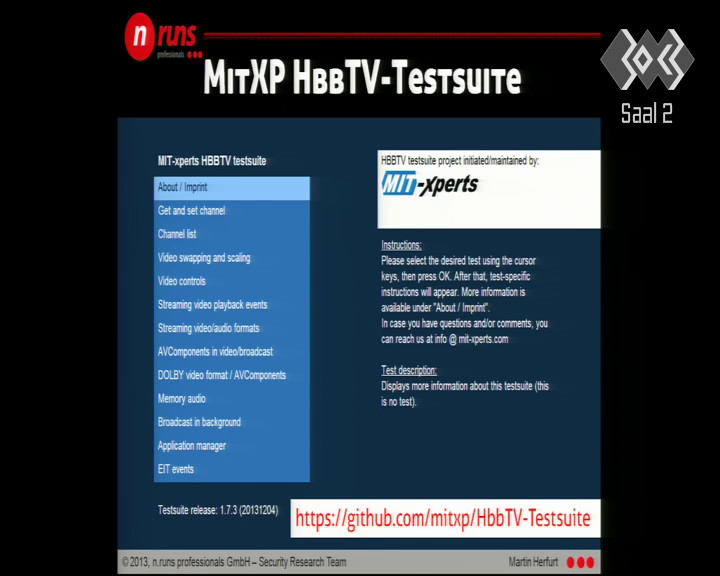 n runs
professionals
MITXP HBBTV-TESTSUITE
Saal 2
MIT-xperts HBBTV testsuite
About / Imprint
Get and set channel
Channel list
Video swapping and scaling
Video controls
Streaming video playback events
Streaming video/audio formats
AVComponents in video/broadcast
DOLBY video format / AVComponents
Memory audio
Broadcast in background
Application manager
EIT events
Testsuite release: 1.7.3 (20131204)
HBBTV testsuite project initiated/maintained by:
MIT-xperts
Instructions:
Please select the desired test using the cursor
keys, then press OK. After that, test-specific
instructions will appear. More information is
available under "About / Imprint".
In case you have questions and/or comments, you
can reach us at info @ mit-xperts.com
Test description:
Displays more information about this testsuite (this
is no test).
https://github.com/mitxp/HbbTV-Testsuite
© 2013, n.runs professionals GmbH – Security Research Team
Martin Herfurt